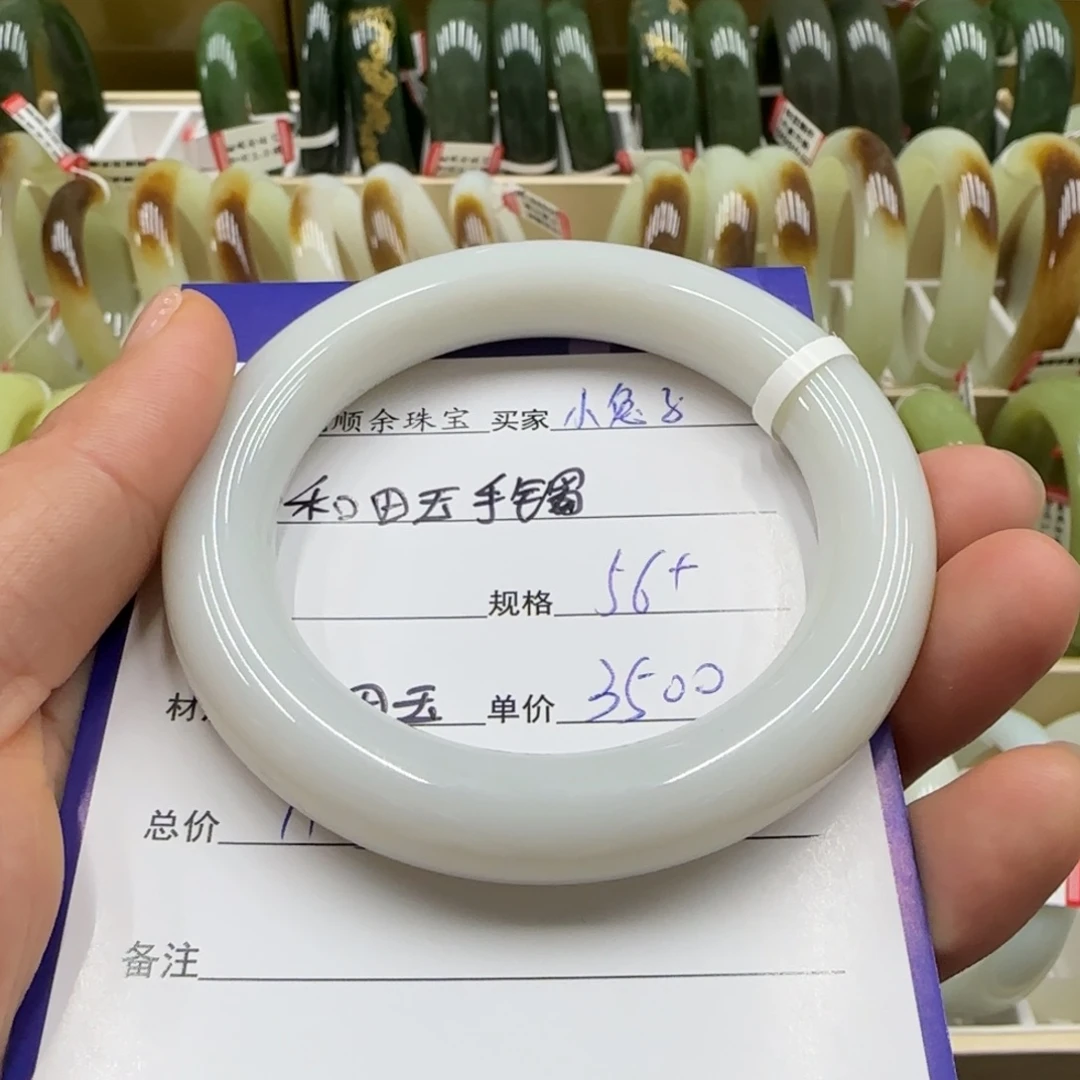 顺余珠宝 买家 小兔子
和田玉手镯
规格 56+
材 田玉 单价 3500
总价
备注